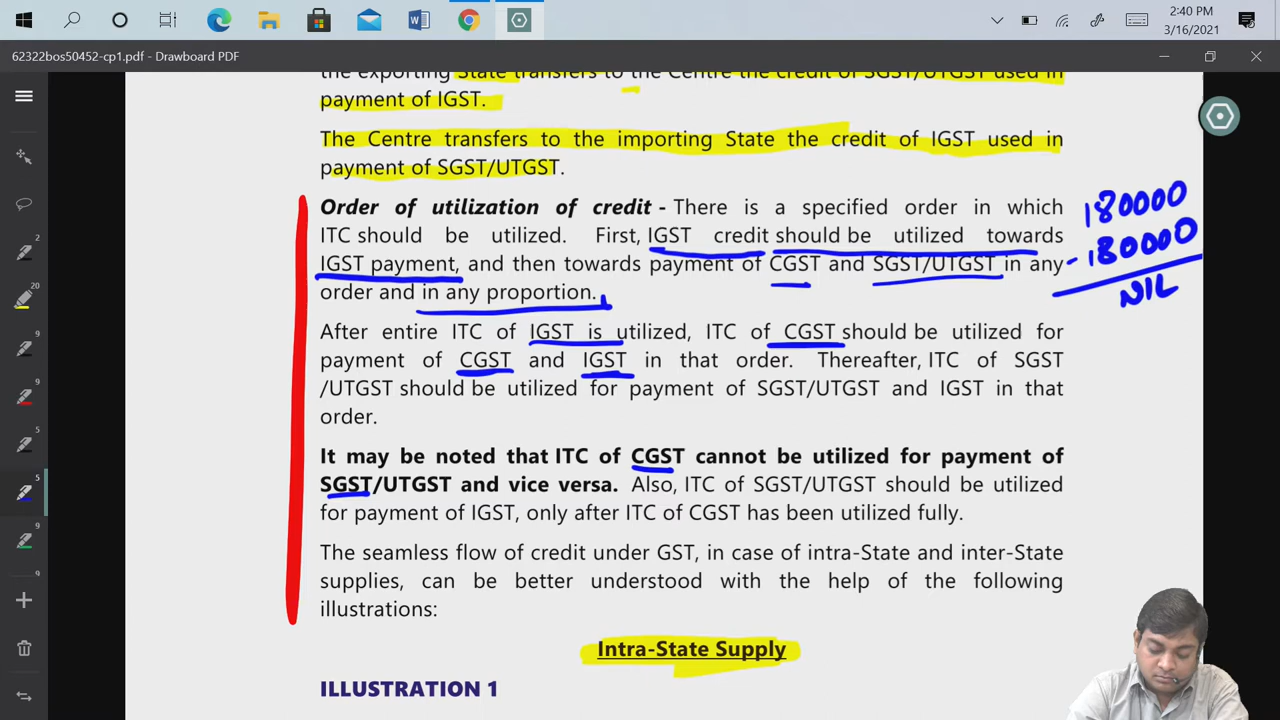 2:40 PM
3/16/2021
62322bos50452-cp1.pdf - Drawboard PDF
the exporting State transfers to the Centre the credit of SGST/UTGST used in
payment of IGST.
The Centre transfers to the importing State the credit of IGST used in
payment of SGST/UTGST.
Order of utilization of credit - There is a specified order in which
ITC should be utilized. First, IGST credit should be utilized towards
IGST payment, and then towards payment of CGST and SGST/UTGST in any
order and in any proportion.
180000
- 180000
NIL
After entire ITC of IGST is utilized, ITC of CGST should be utilized for
payment of CGST and IGST in that order. Thereafter, ITC of SGST
/UTGST should be utilized for payment of SGST/UTGST and IGST in that
order.
It may be noted that ITC of CGST cannot be utilized for payment of
SGST/UTGST and vice versa. Also, ITC of SGST/UTGST should be utilized
for payment of IGST, only after ITC of CGST has been utilized fully.
The seamless flow of credit under GST, in case of intra-State and inter-State
supplies, can be better understood with the help of the following
illustrations:
Intra-State Supply
ILLUSTRATION 1
2
20
9
9
5
5
9
9